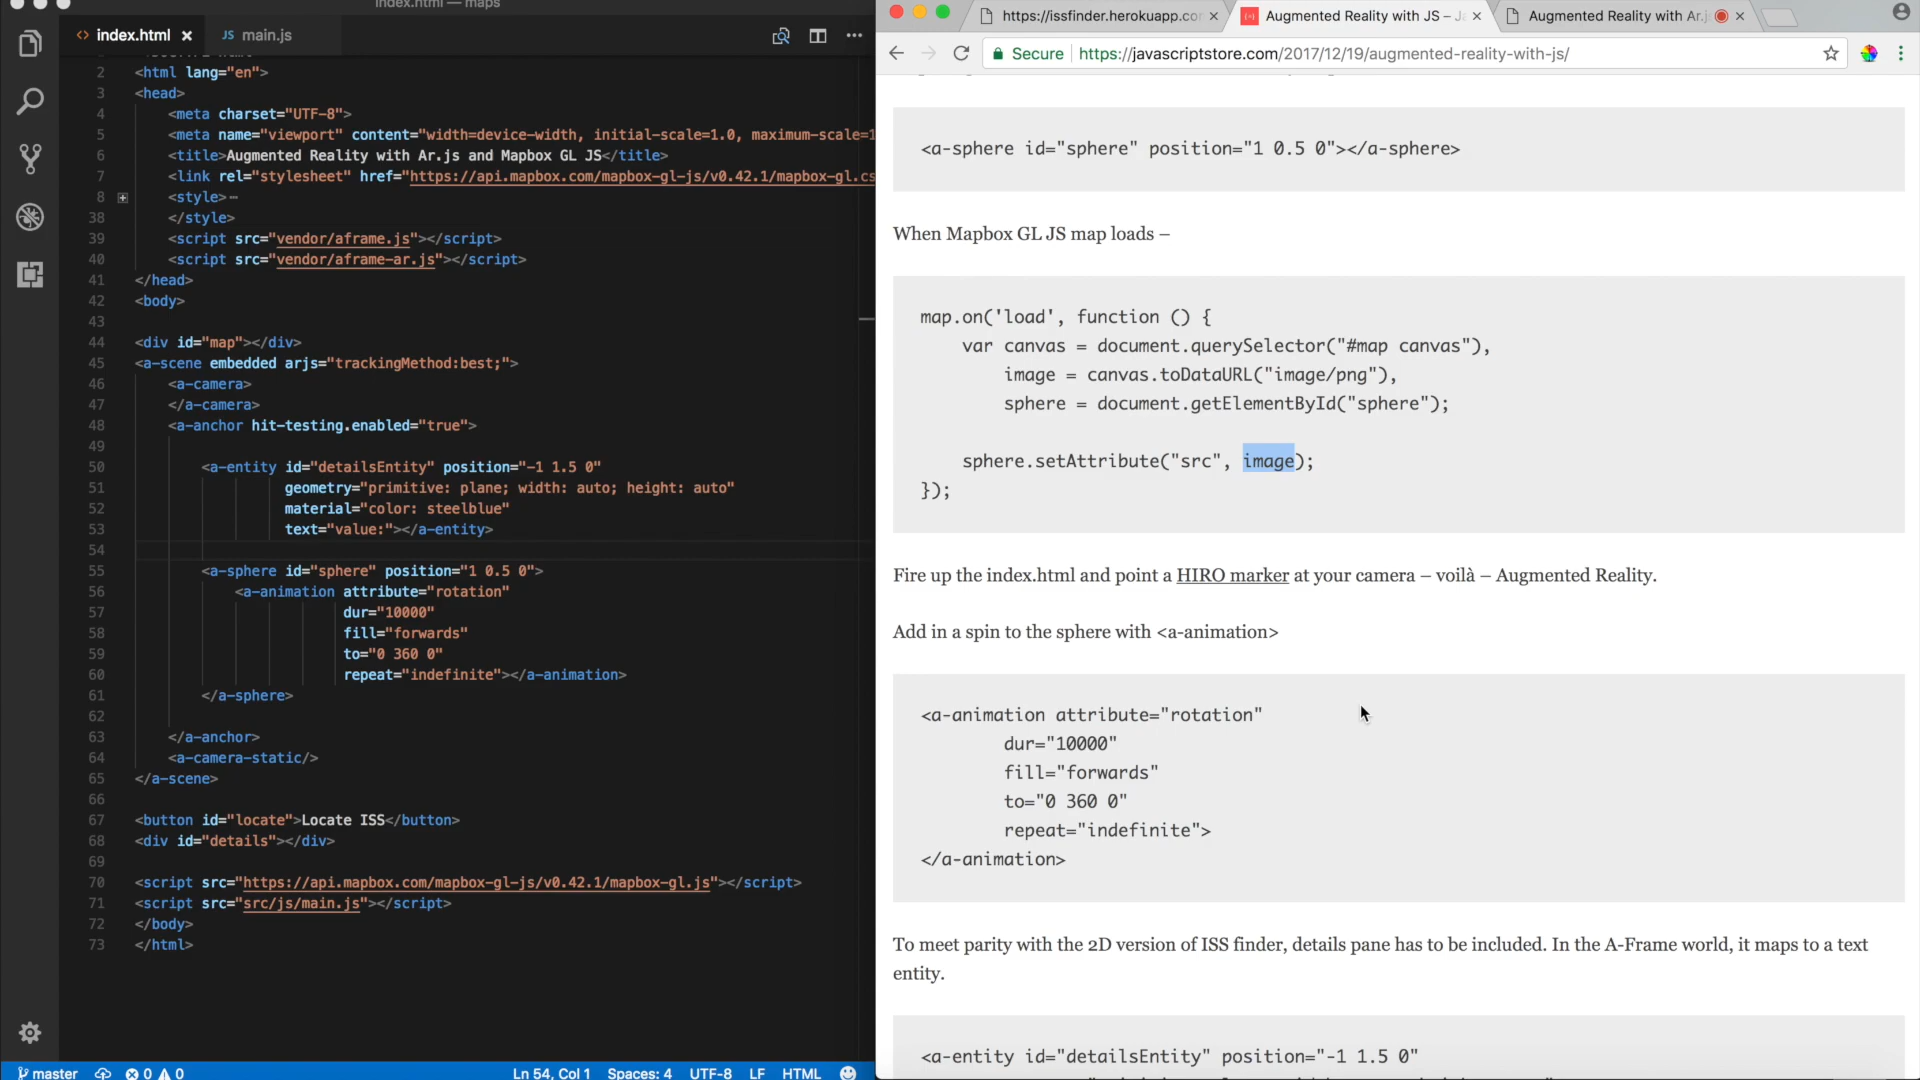 index.html — maps
index.html
JS main.js
2 <html lang="en">
3 <head>
4 <meta charset="UTF-8">
5 <meta name="viewport" content="width=device-width, initial-scale=1.0, maximum-scale=1
6 <title>Augmented Reality with Ar.js and Mapbox GL JS</title>
7 <link rel="stylesheet" href="https://api.mapbox.com/mapbox-gl-js/v0.42.1/mapbox-gl.cs
8 <style>
38 </style>
39 <script src="vendor/aframe.js"></script>
40 <script src="vendor/aframe-ar.js"></script>
41 </head>
42 <body>
43
44 <div id="map"></div>
45 <a-scene embedded arjs="trackingMethod:best;">
46 <a-camera>
47 </a-camera>
48 <a-anchor hit-testing.enabled="true">
49
50 <a-entity id="detailsEntity" position="-1 1.5 0"
51 geometry="primitive: plane; width: auto; height: auto"
52 material="color: steelblue"
53 text="value:"></a-entity>
54
55 <a-sphere id="sphere" position="1 0.5 0">
56 <a-animation attribute="rotation"
57 dur="10000"
58 fill="forwards"
59 to="0 360 0"
60 repeat="indefinite"></a-animation>
61 </a-sphere>
62
63 </a-anchor>
64 <a-camera-static/>
65 </a-scene>
66
67 <button id="locate">Locate ISS</button>
68 <div id="details"></div>
69
70 <script src="https://api.mapbox.com/mapbox-gl-js/v0.42.1/mapbox-gl.js"></script>
71 <script src="src/js/main.js"></script>
72 </body>
73 </html>
master 0 0 Ln 54, Col 1 Spaces: 4 UTF-8 LF HTML
https://issfinder.herokuapp.co
Augmented Reality with JS – J
Augmented Reality with Ar.j
Secure https://javascriptstore.com/2017/12/19/augmented-reality-with-js/
<a-sphere id="sphere" position="1 0.5 0"></a-sphere>
When Mapbox GL JS map loads –
map.on('load', function () {
var canvas = document.querySelector("#map canvas"),
image = canvas.toDataURL("image/png"),
sphere = document.getElementById("sphere");
sphere.setAttribute("src", image);
});
Fire up the index.html and point a HIRO marker at your camera – voilà – Augmented Reality.
Add in a spin to the sphere with <a-animation>
<a-animation attribute="rotation"
dur="10000"
fill="forwards"
to="0 360 0"
repeat="indefinite">
</a-animation>
To meet parity with the 2D version of ISS finder, details pane has to be included. In the A-Frame world, it maps to a text
entity.
<a-entity id="detailsEntity" position="-1 1.5 0"